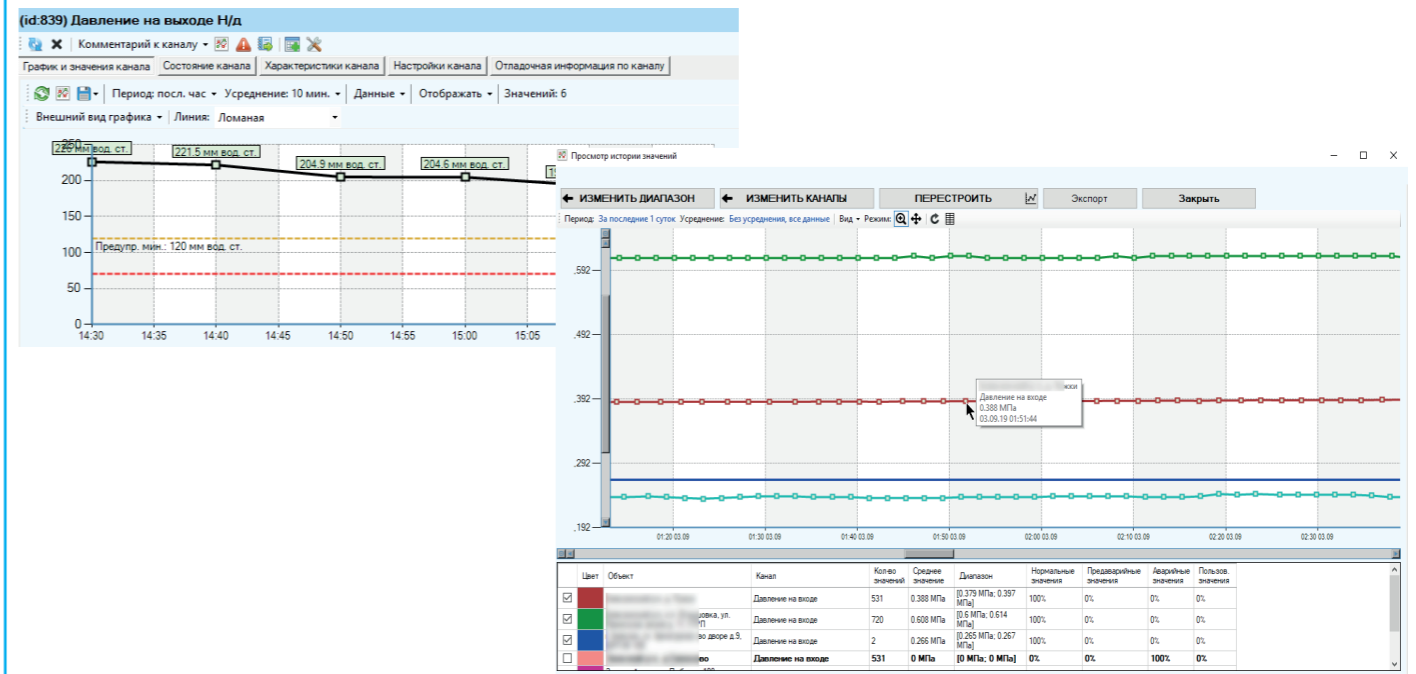 (id:839) Давление на выходе Н/д
Комментарий к каналу
График и значения канала Состояние канала Характеристики канала Настройки канала Отладочная информация по каналу
Период: посл. час Усреднение: 10 мин. Данные Отображать Значений: 6
Внешний вид графика Линия: Ломаная
250
226 мм вод. ст. 221.5 мм вод. ст. 204.9 мм вод. ст. 204.6 мм вод. ст.
200
150
Предупр. мин.: 120 мм вод. ст.
100
50
0
14:30 14:35 14:40 14:45 14:50 14:55 15:00 15:05
Просмотр истории значений
ИЗМЕНИТЬ ДИАПАЗОН ИЗМЕНИТЬ КАНАЛЫ ПЕРЕСТРОИТЬ Экспорт Закрыть
Период: За последние 1 суток Усреднение: Без усреднения, все данные Вид Режим:
,592
,492
,392
,292
,192
Давление на входе
0.388 МПа
03.09.19 01:51:44
01:20 03.09 01:30 03.09 01:40 03.09 01:50 03.09 02:00 03.09 02:10 03.09 02:20 03.09 02:30 03.09
Цвет Объект Канал Кол-во значений Среднее значение Диапазон Нормальные значения Предаварийные значения Аварийные значения Пользов. значения
Давление на входе 531 0.388 МПа [0.379 МПа; 0.397 МПа] 100% 0% 0% 0%
ул. Давление на входе 720 0.608 МПа [0.6 МПа; 0.614 МПа] 100% 0% 0% 0%
во дворе д.9, Давление на входе 2 0.266 МПа [0.265 МПа; 0.267 МПа] 100% 0% 0% 0%
Давление на входе 531 0 МПа [0 МПа; 0 МПа] 0% 0% 100% 0%